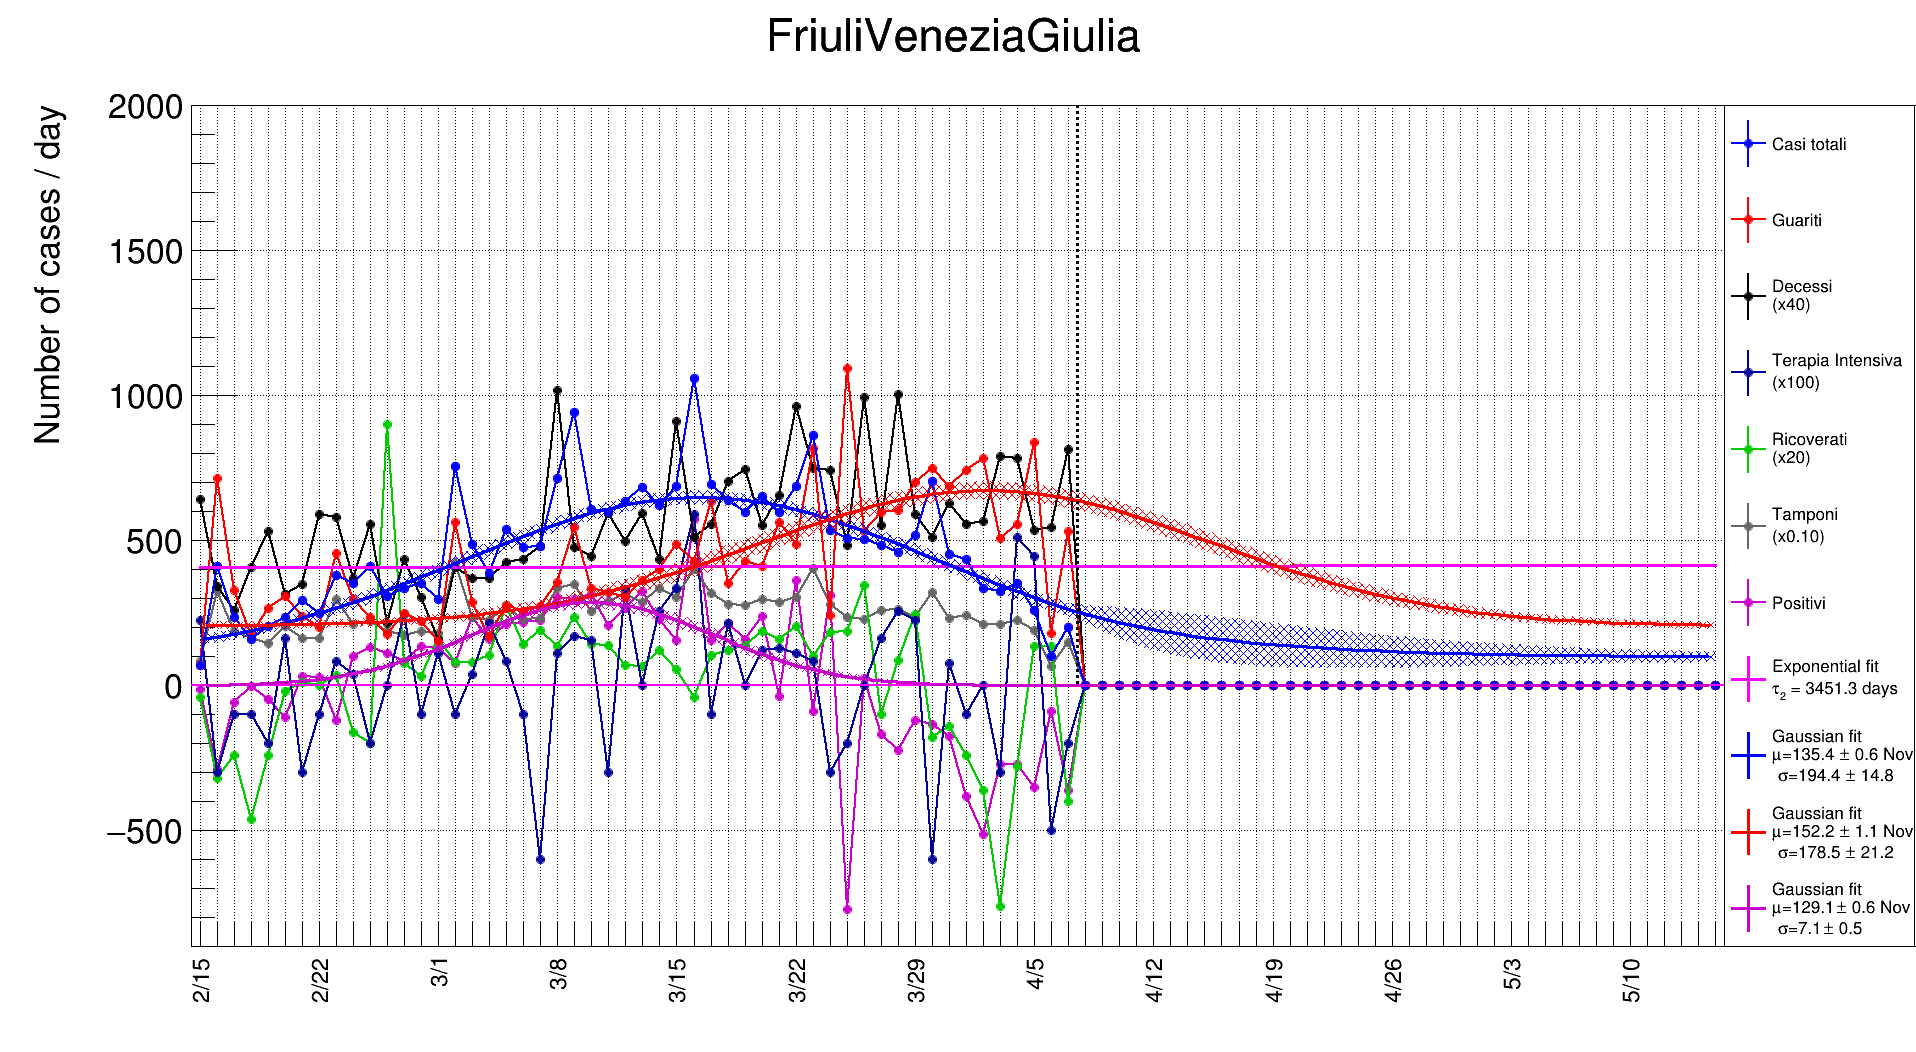 FriuliVeneziaGiulia
Number of cases / day
2000
1500
1000
500
0
−500
2/15
2/22
3/1
3/8
3/15
3/22
3/29
4/5
4/12
4/19
4/26
5/3
5/10
Casi totali
Guariti
Decessi
(x40)
Terapia Intensiva
(x100)
Ricoverati
(x20)
Tamponi
(x0.10)
Positivi
Exponential fit
τ2 = 3451.3 days
Gaussian fit
μ=135.4 ± 0.6 Nov
σ=194.4 ± 14.8
Gaussian fit
μ=152.2 ± 1.1 Nov
σ=178.5 ± 21.2
Gaussian fit
μ=129.1 ± 0.6 Nov
σ=7.1 ± 0.5